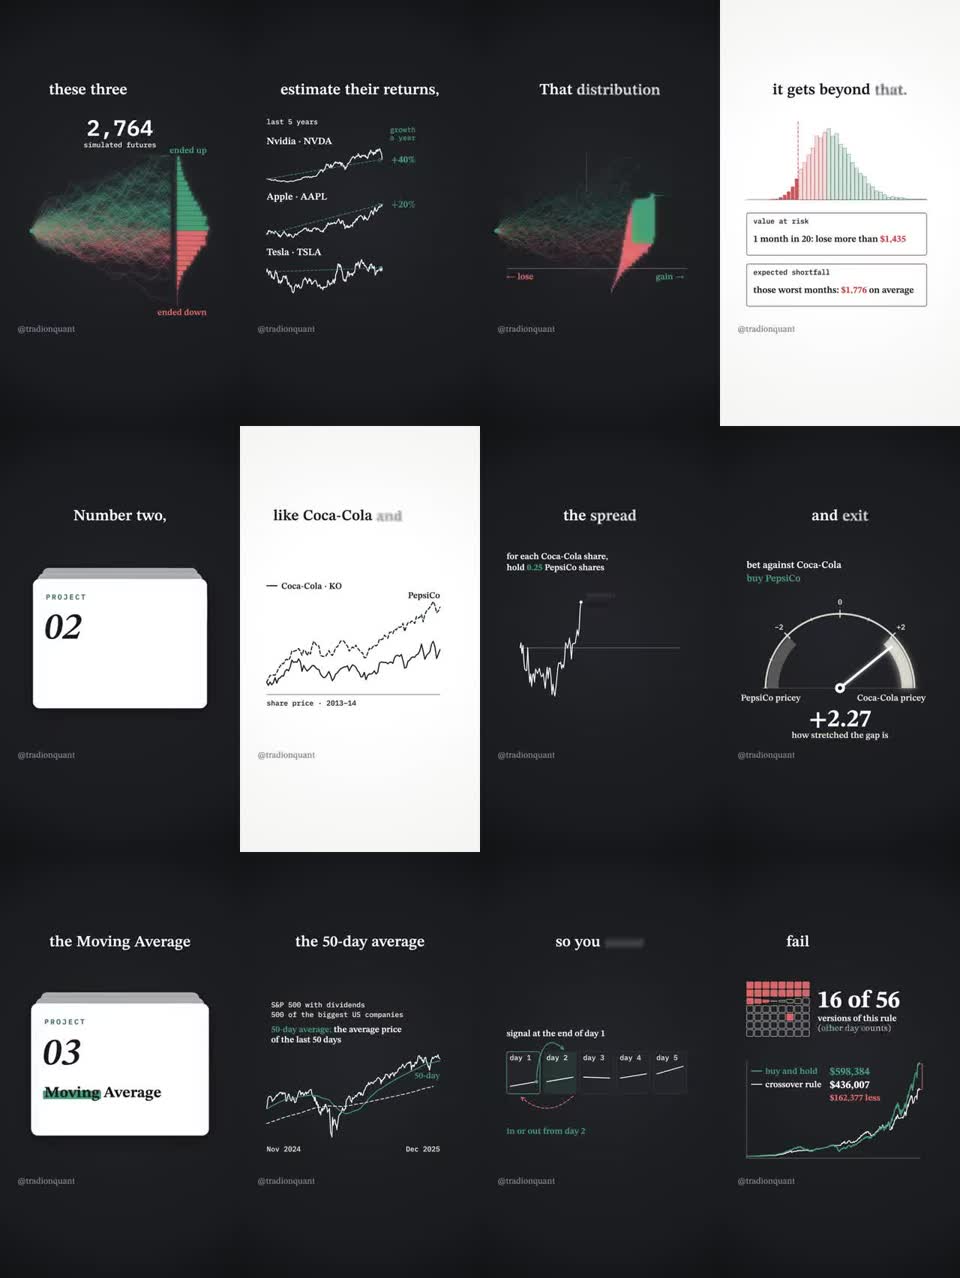 these three
2,764
simulated futures
ended up
ended down
@tradionquant
estimate their returns,
last 5 years
growth
a year
Nvidia · NVDA
+40%
Apple · AAPL
+20%
Tesla · TSLA
@tradionquant
That distribution
← lose
gain →
@tradionquant
it gets beyond that.
value at risk
1 month in 20: lose more than $1,435
expected shortfall
those worst months: $1,776 on average
@tradionquant
Number two,
PROJECT
02
@tradionquant
like Coca-Cola and
Coca-Cola · KO
PepsiCo
share price · 2013–14
@tradionquant
the spread
for each Coca-Cola share,
hold 0.25 PepsiCo shares
@tradionquant
and exit
bet against Coca-Cola
buy PepsiCo
0
−2
+2
PepsiCo pricey
Coca-Cola pricey
+2.27
how stretched the gap is
@tradionquant
the Moving Average
PROJECT
03
Moving Average
@tradionquant
the 50-day average
S&P 500 with dividends
500 of the biggest US companies
50-day average: the average price
of the last 50 days
50-day
Nov 2024
Dec 2025
@tradionquant
so you
signal at the end of day 1
day 1
day 2
day 3
day 4
day 5
in or out from day 2
@tradionquant
fail
16 of 56
versions of this rule
(other day counts)
buy and hold $598,384
crossover rule $436,007
$162,377 less
@tradionquant